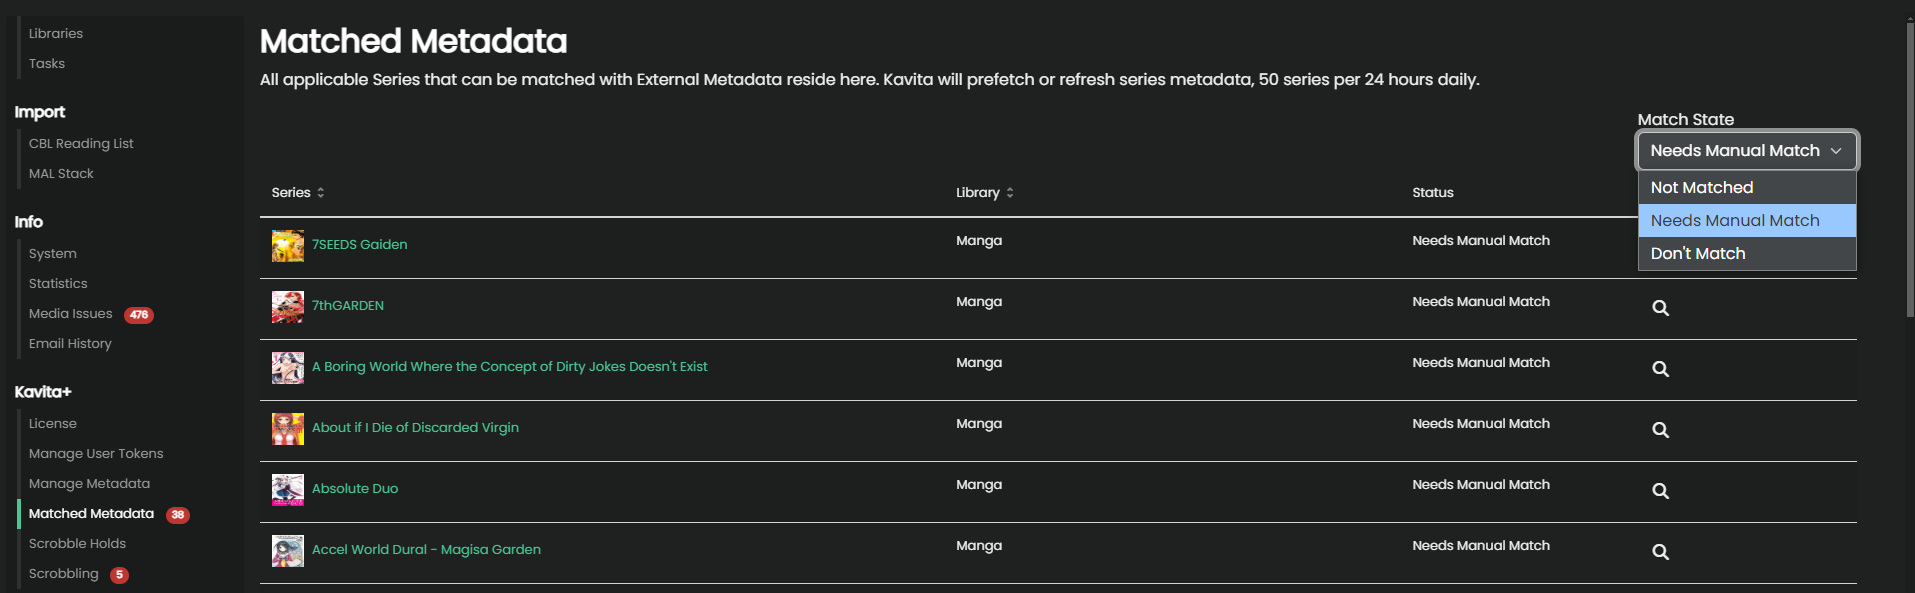 Libraries
Tasks
Import
CBL Reading List
MAL Stack
Info
System
Statistics
Media Issues 476
Email History
Kavita+
License
Manage User Tokens
Manage Metadata
Matched Metadata 38
Scrobble Holds
Scrobbling 5
Matched Metadata
All applicable Series that can be matched with External Metadata reside here. Kavita will prefetch or refresh series metadata, 50 series per 24 hours daily.
Match State
Needs Manual Match
Not Matched
Needs Manual Match
Don't Match
Series Library Status
7SEEDS Gaiden Manga Needs Manual Match
7thGARDEN Manga Needs Manual Match
A Boring World Where the Concept of Dirty Jokes Doesn't Exist Manga Needs Manual Match
About if I Die of Discarded Virgin Manga Needs Manual Match
Absolute Duo Manga Needs Manual Match
Accel World Dural - Magisa Garden Manga Needs Manual Match